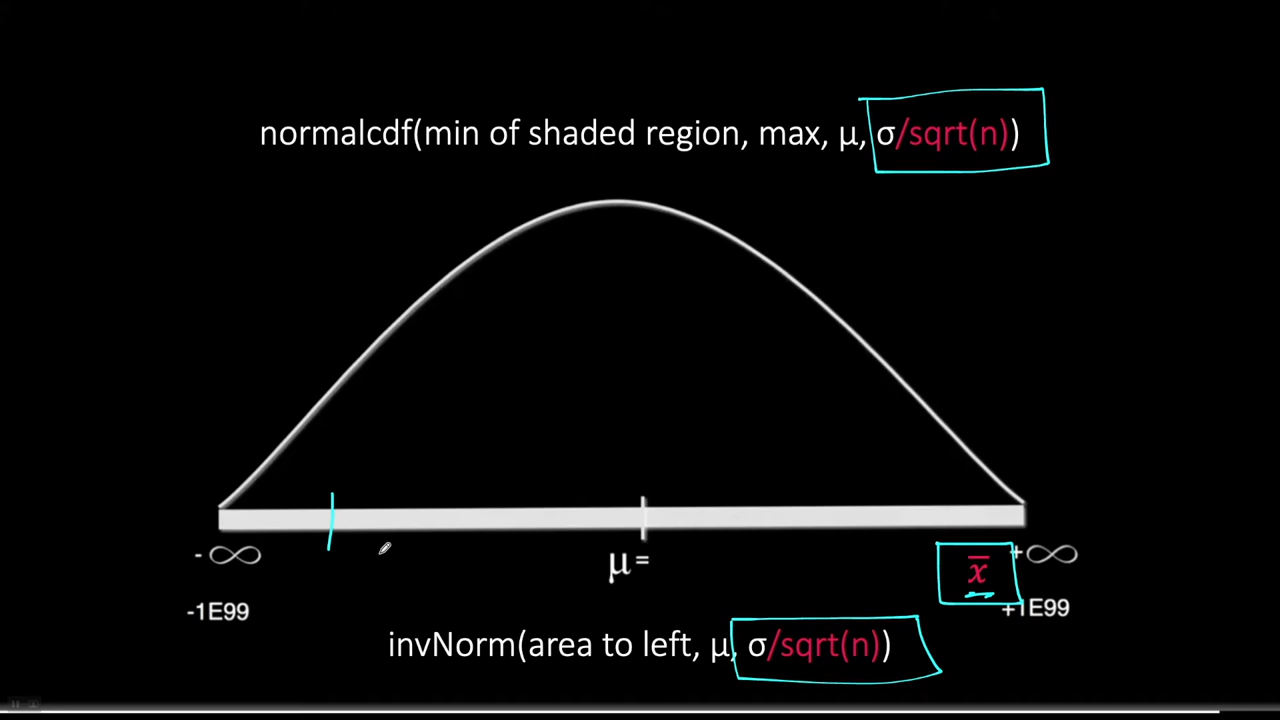 normalcdf(min of shaded region, max, μ, σ/sqrt(n))
- ∞ μ = x̅ +∞
-1E99 +1E99
invNorm(area to left, μ, σ/sqrt(n))